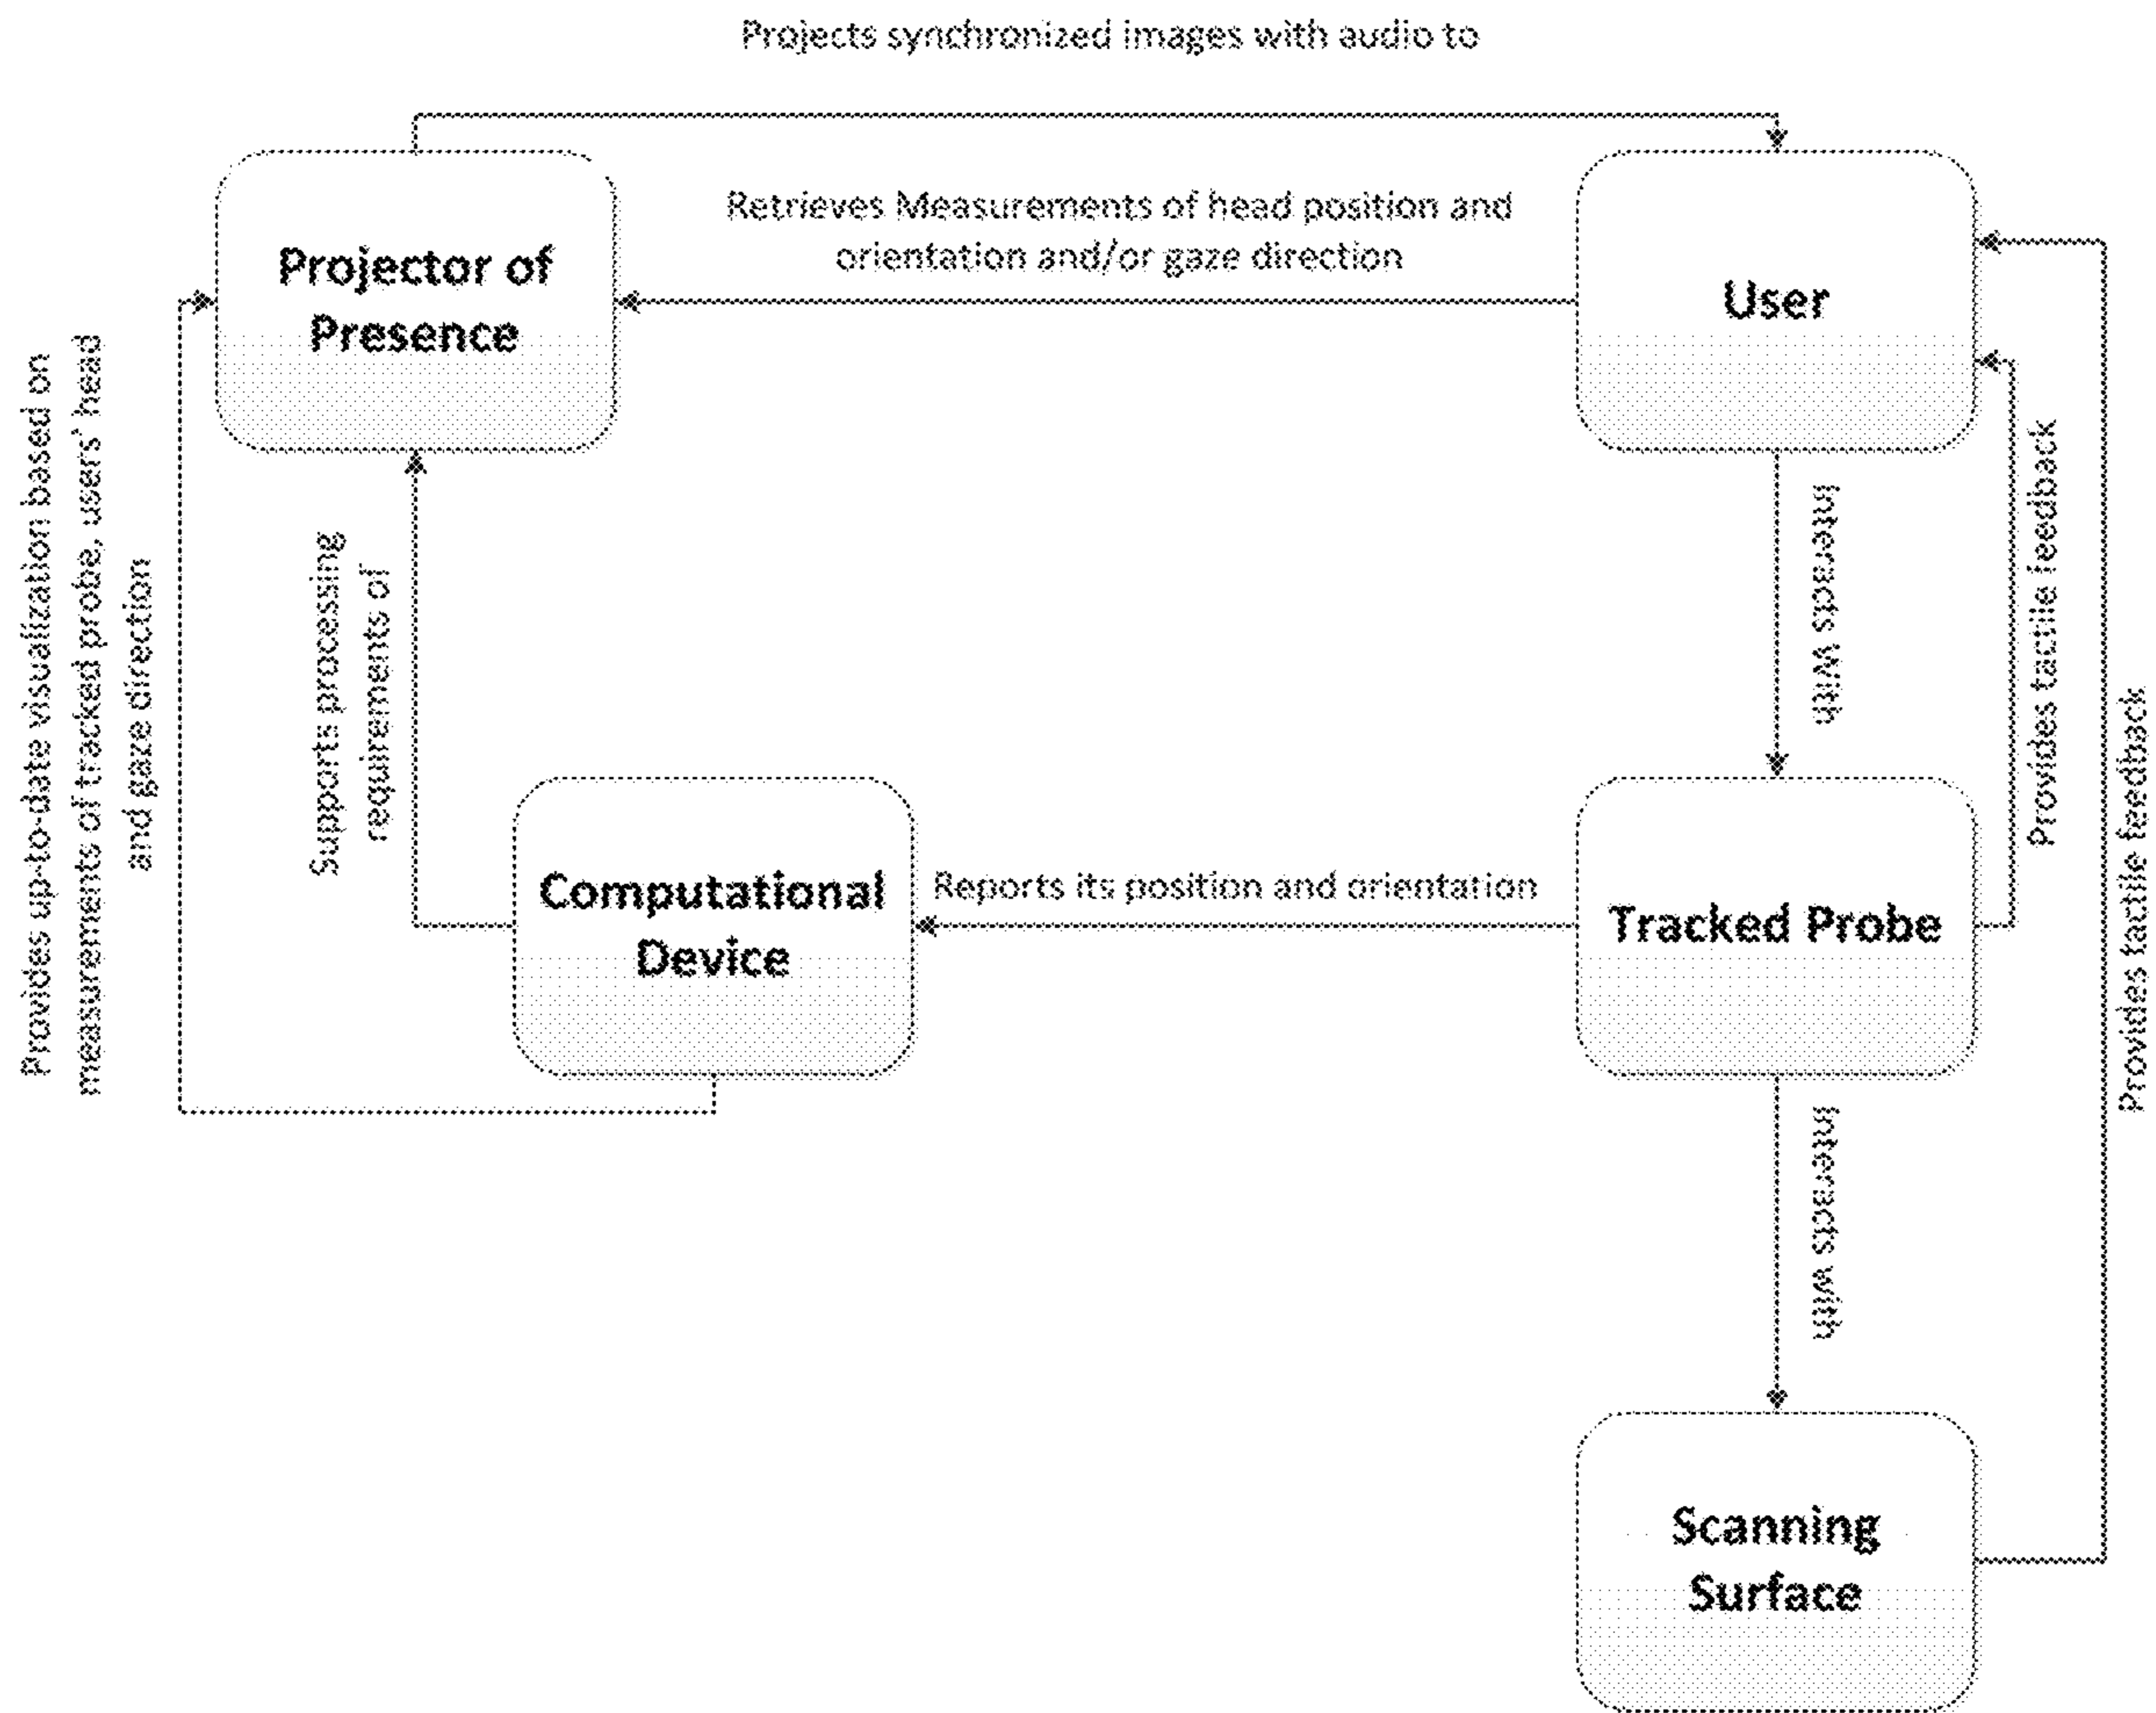 Projects synchronized images with audio to
Projector of
Presence
Retrieves Measurements of head position and
orientation and/or gaze direction
User
Provides up-to-date visualization based on
measurements of tracked probe, users' head
and gaze direction
Supports processing
requirements of
Interacts With
Provides tactile feedback
Provides tactile feedback
Computational
Device
Reports its position and orientation
Tracked Probe
Interacts with
Scanning
Surface